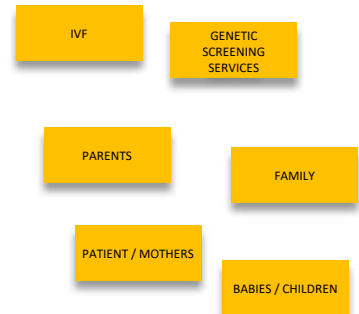 IVF
GENETIC
SCREENING
SERVICES
PARENTS
FAMILY
PATIENT / MOTHERS
BABIES / CHILDREN